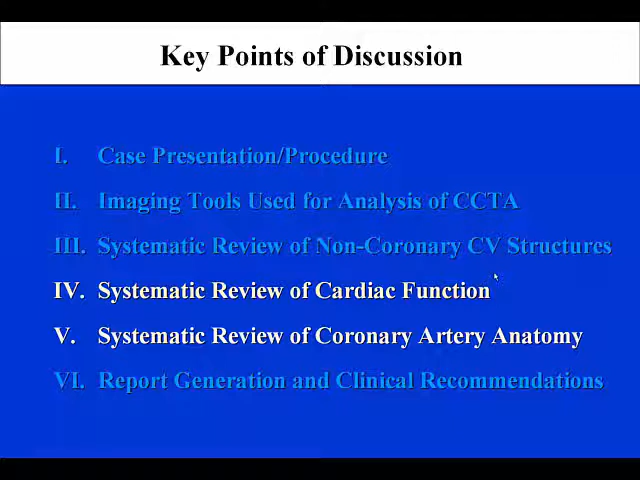 Key Points of Discussion
I. Case Presentation/Procedure
II. Imaging Tools Used for Analysis of CCTA
III. Systematic Review of Non-Coronary CV Structures
IV. Systematic Review of Cardiac Function
V. Systematic Review of Coronary Artery Anatomy
VI. Report Generation and Clinical Recommendations